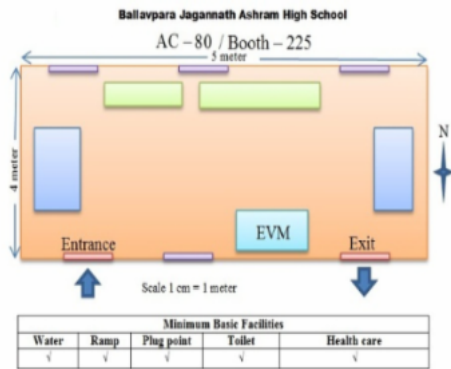 Ballavpara Jagannath Ashram High School
AC – 80 / Booth – 225
5 meter
4 meter
N
EVM
Entrance
Exit
Scale 1 cm = 1 meter
Minimum Basic Facilities
Water Ramp Plug point Toilet Health care
√ √ √ √ √